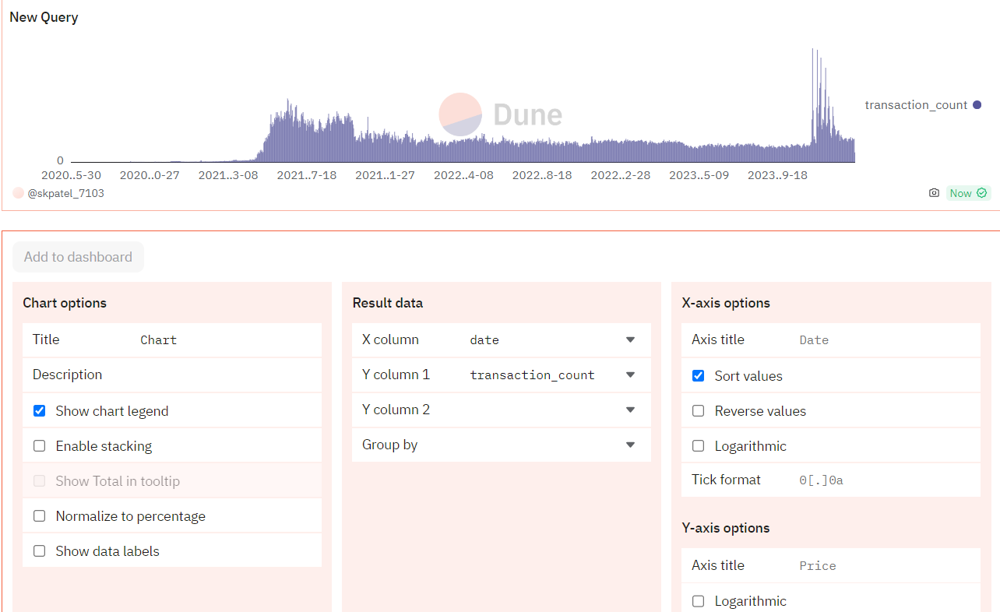 New Query
Dune
transaction_count
0
2020..5-30 2020..0-27 2021..3-08 2021..7-18 2021..1-27 2022..4-08 2022..8-18 2022..2-28 2023..5-09 2023..9-18
@skpatel_7103
Now
Add to dashboard
Chart options
Title Chart
Description
Show chart legend
Enable stacking
Show Total in tooltip
Normalize to percentage
Show data labels
Result data
X column date
Y column 1 transaction_count
Y column 2
Group by
X-axis options
Axis title Date
Sort values
Reverse values
Logarithmic
Tick format 0[.]0a
Y-axis options
Axis title Price
Logarithmic